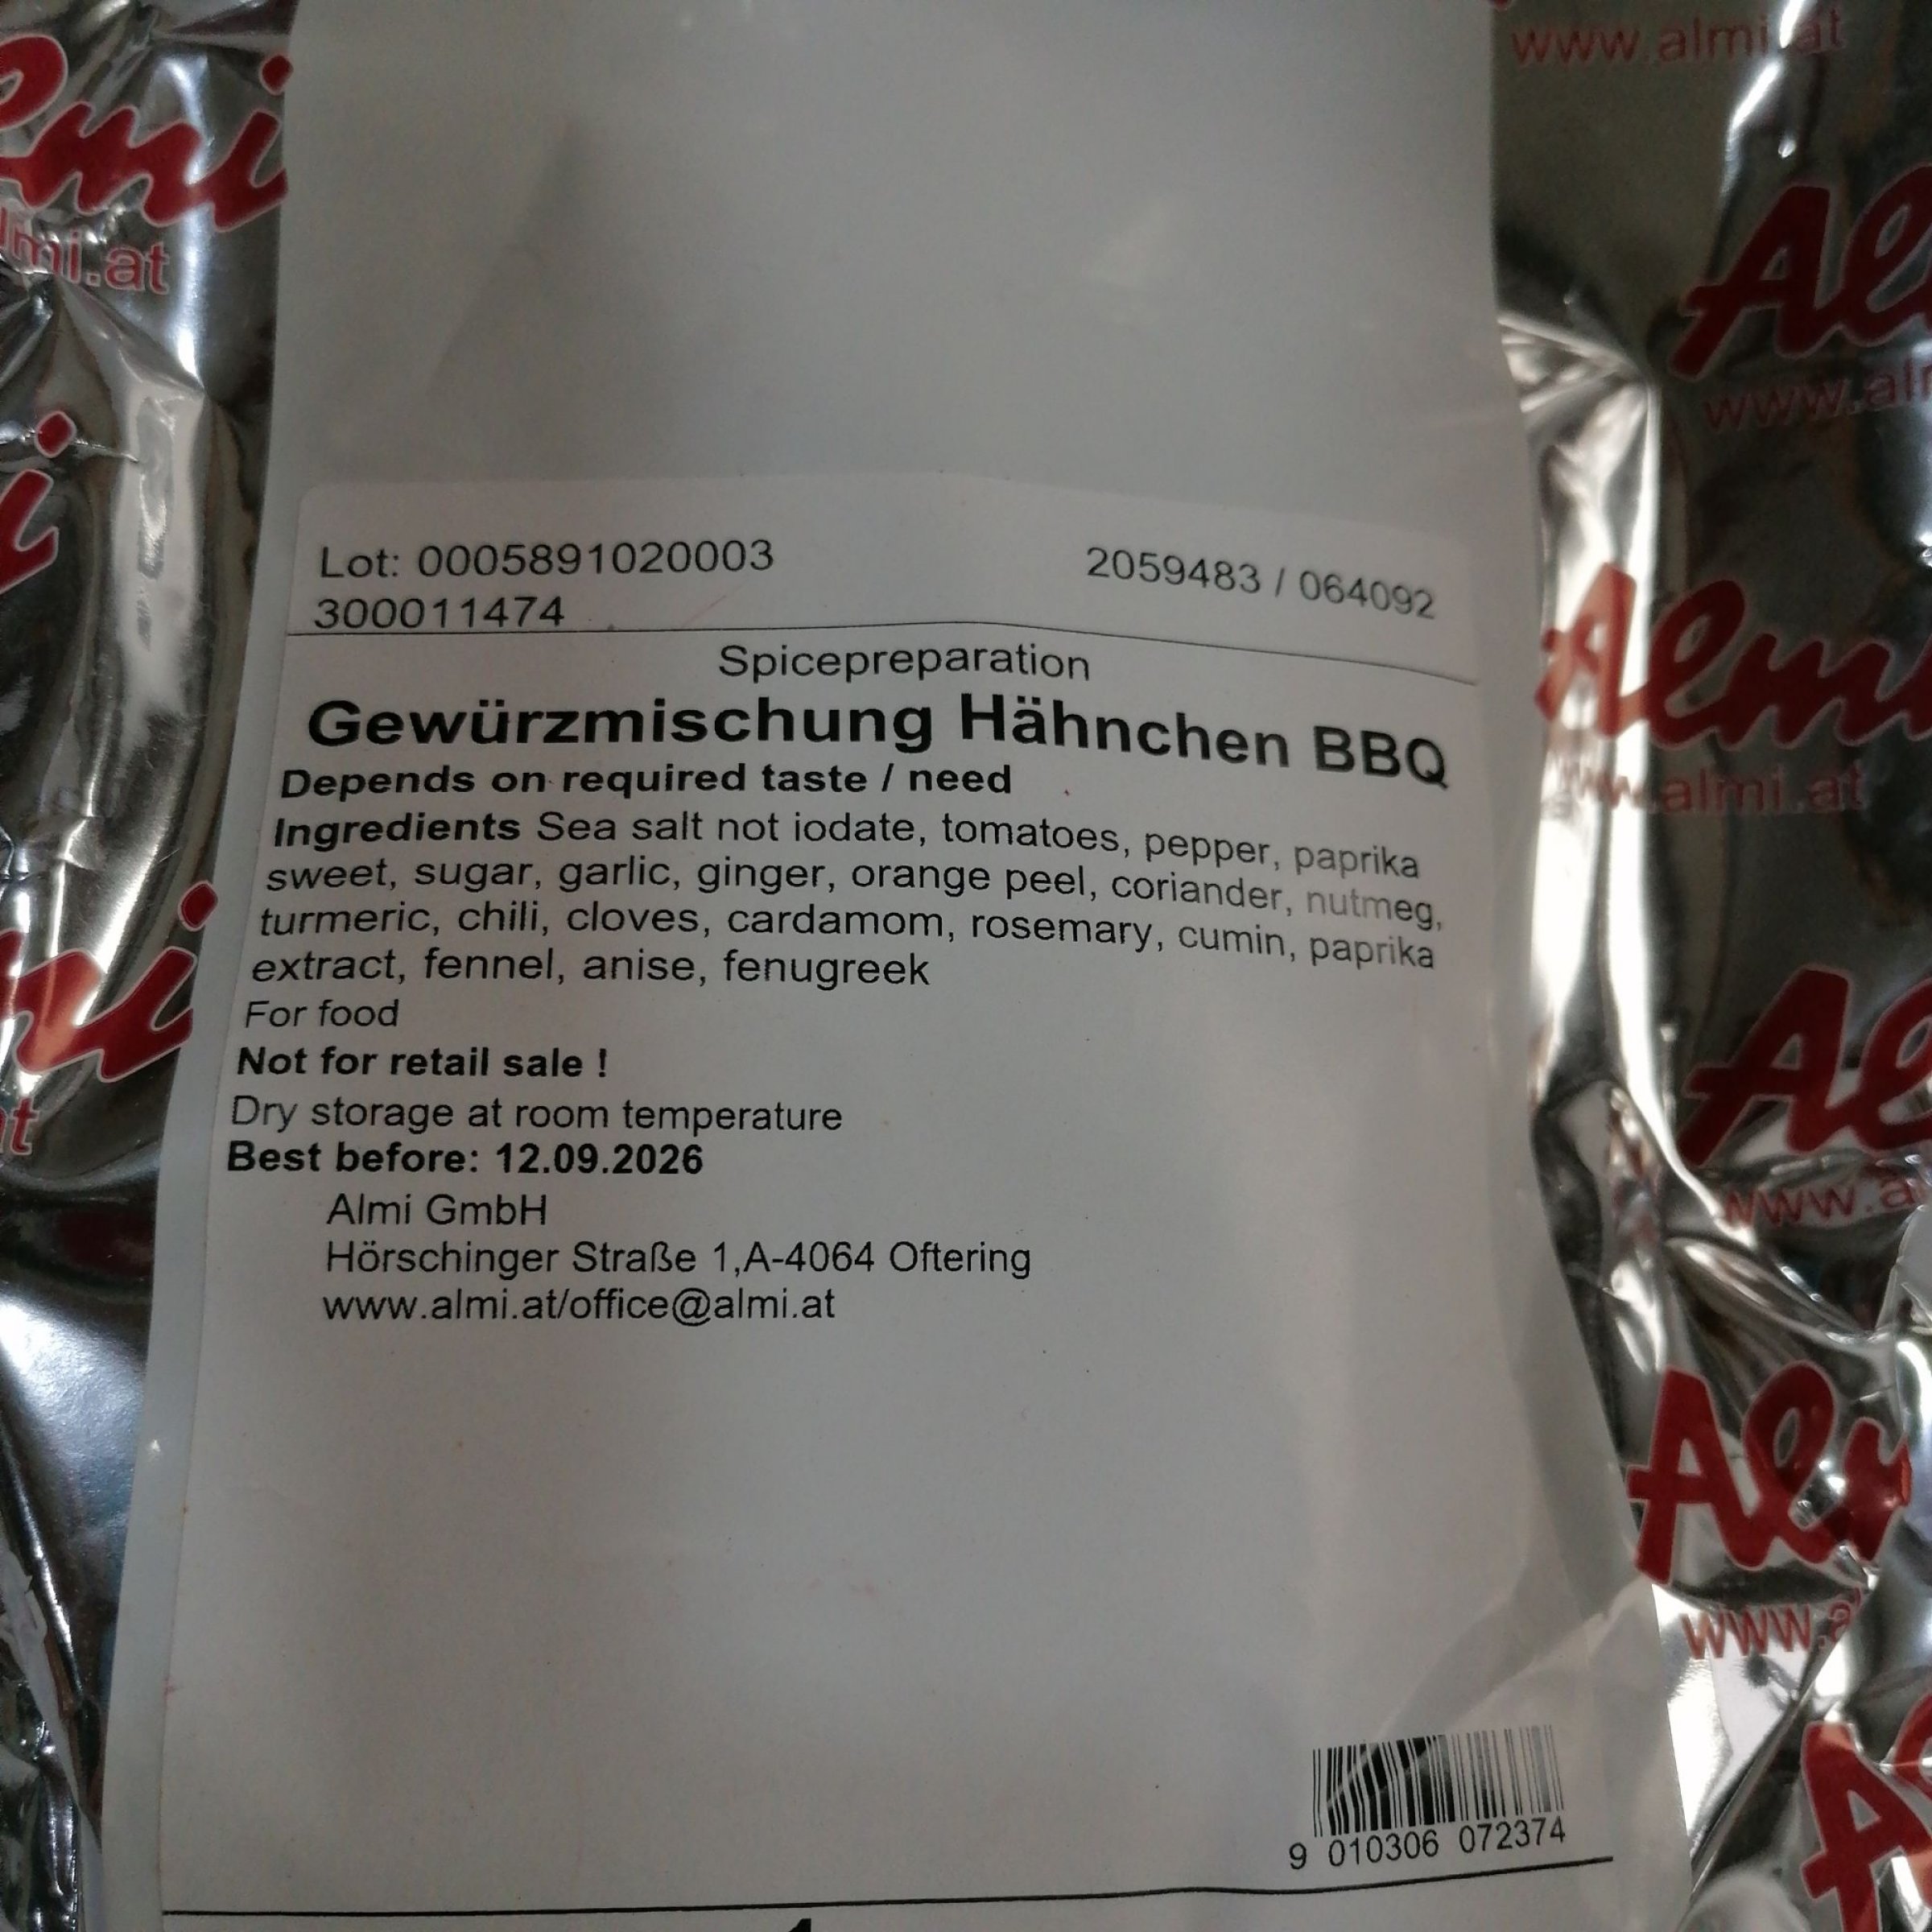 Lot: 0005891020003
2059483 / 064092
300011474
Spicepreparation
Gewürzmischung Hähnchen BBQ
Depends on required taste / need
Ingredients Sea salt not iodate, tomatoes, pepper, paprika
sweet, sugar, garlic, ginger, orange peel, coriander, nutmeg,
turmeric, chili, cloves, cardamom, rosemary, cumin, paprika
extract, fennel, anise, fenugreek
For food
Not for retail sale !
Dry storage at room temperature
Best before: 12.09.2026
Almi GmbH
Hörschinger Straße 1,A-4064 Oftering
www.almi.at/office@almi.at
9 010306 072374
www.almi.at
Almi
www.almi.at